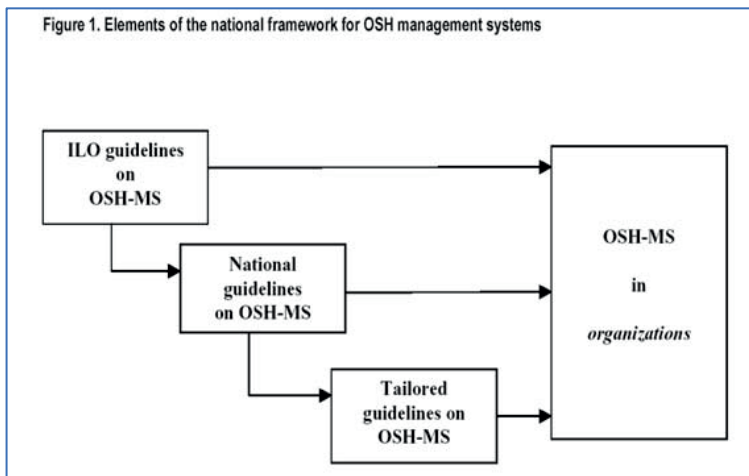 Figure 1. Elements of the national framework for OSH management systems
ILO guidelines
on
OSH-MS
National
guidelines
on OSH-MS
Tailored
guidelines on
OSH-MS
OSH-MS
in
organizations